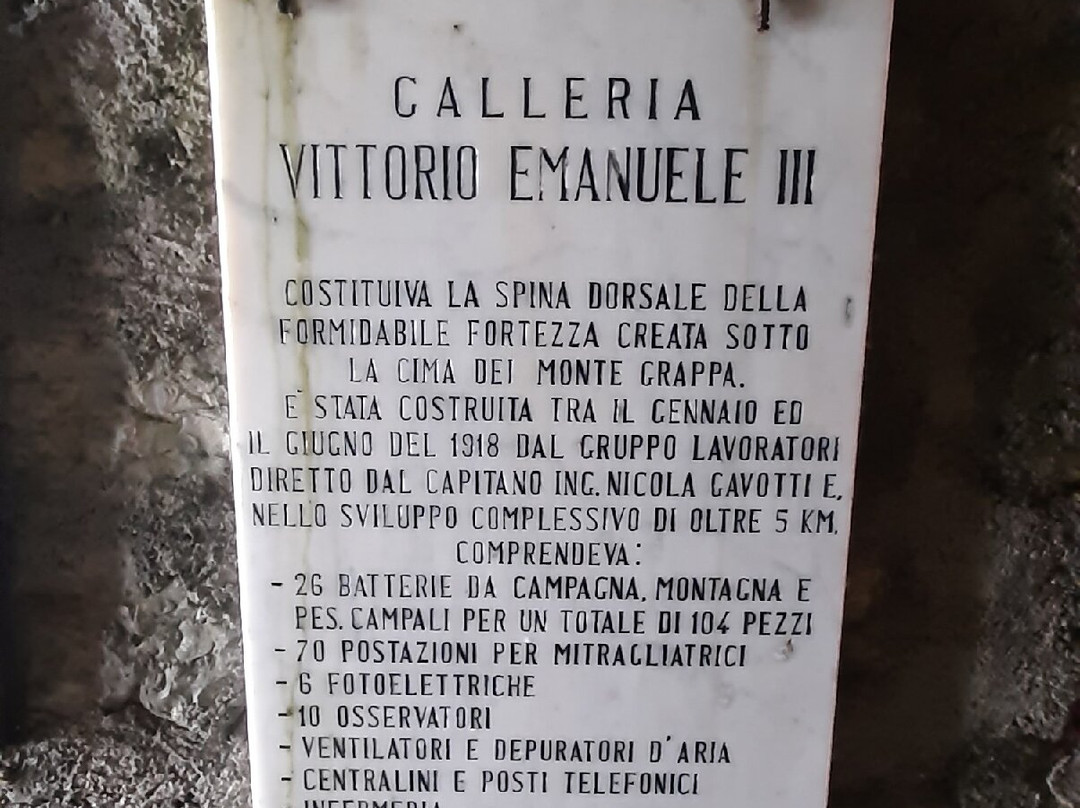 GALLERIA
VITTORIO EMANUELE III
COSTITUIVA LA SPINA DORSALE DELLA
FORMIDABILE FORTEZZA CREATA SOTTO
LA CIMA DEL MONTE GRAPPA.
È STATA COSTRUITA TRA IL GENNAIO ED
IL GIUGNO DEL 1918 DAL GRUPPO LAVORATORI
DIRETTO DAL CAPITANO ING. NICOLA GAVOTTI E,
NELLO SVILUPPO COMPLESSIVO DI OLTRE 5 KM,
COMPRENDEVA:
- 26 BATTERIE DA CAMPAGNA, MONTAGNA E
PES. CAMPALI PER UN TOTALE DI 104 PEZZI
- 70 POSTAZIONI PER MITRAGLIATRICI
- 6 FOTOELETTRICHE
- 10 OSSERVATORI
- VENTILATORI E DEPURATORI D'ARIA
- CENTRALINI E POSTI TELEFONICI
- INFERMERIA